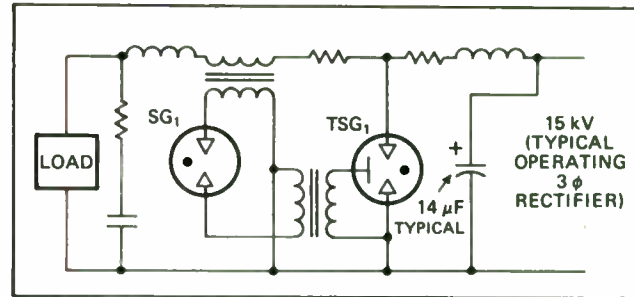 SG₁
TSG₁
LOAD
15 kV
(TYPICAL
OPERATING
3 ϕ
RECTIFIER)
+
14 μF
TYPICAL